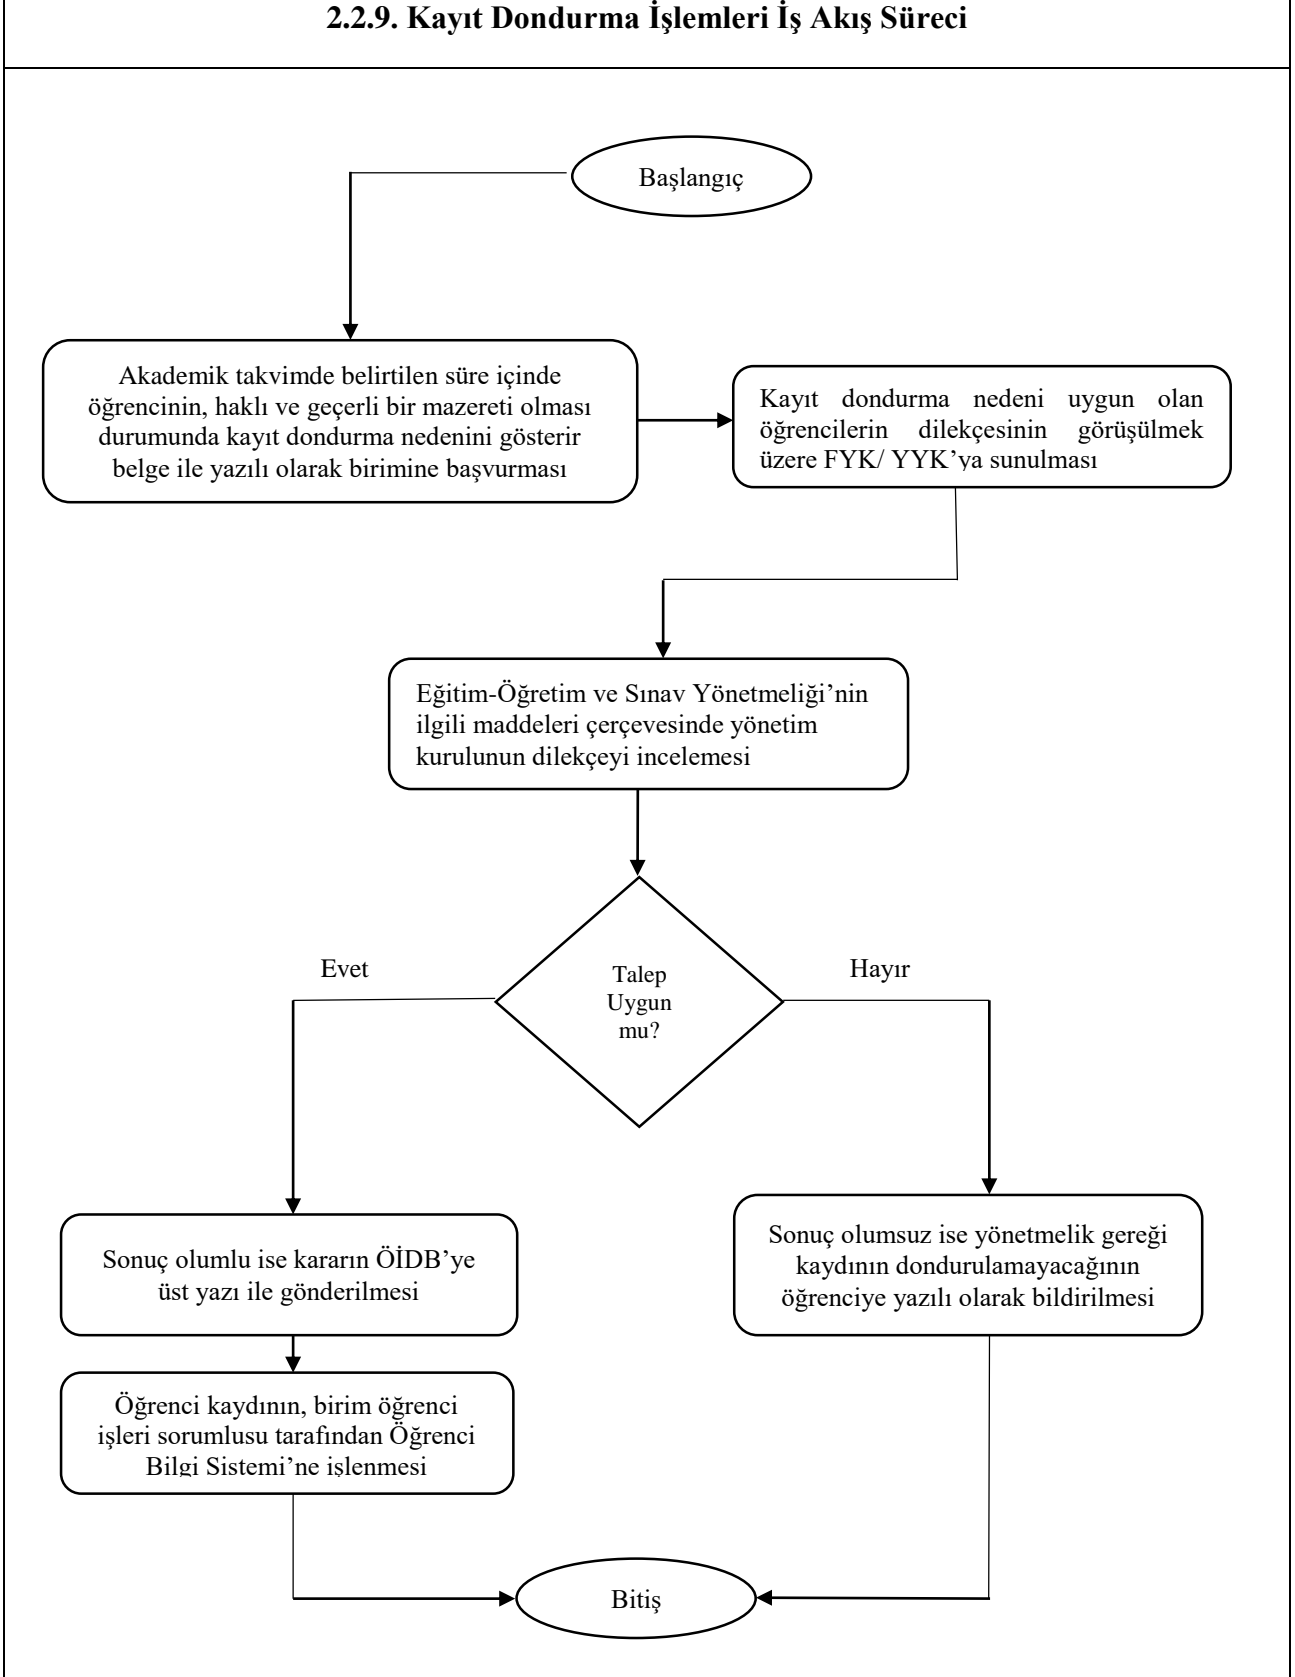 2.2.9. Kayıt Dondurma İşlemleri İş Akış Süreci
Başlangıç
Akademik takvimde belirtilen süre içinde
öğrencinin, haklı ve geçerli bir mazereti olması
durumunda kayıt dondurma nedenini gösterir
belge ile yazılı olarak birimine başvurması
Kayıt dondurma nedeni uygun olan
öğrencilerin dilekçesinin görüşülmek
üzere FYK/ YYK’ya sunulması
Eğitim-Öğretim ve Sınav Yönetmeliği’nin
ilgili maddeleri çerçevesinde yönetim
kurulunun dilekçeyi incelemesi
Evet
Talep
Uygun
mu?
Hayır
Sonuç olumlu ise kararın ÖİDB’ye
üst yazı ile gönderilmesi
Sonuç olumsuz ise yönetmelik gereği
kaydının dondurulamayacağının
öğrenciye yazılı olarak bildirilmesi
Öğrenci kaydının, birim öğrenci
işleri sorumlusu tarafından Öğrenci
Bilgi Sistemi’ne işlenmesi
Bitiş